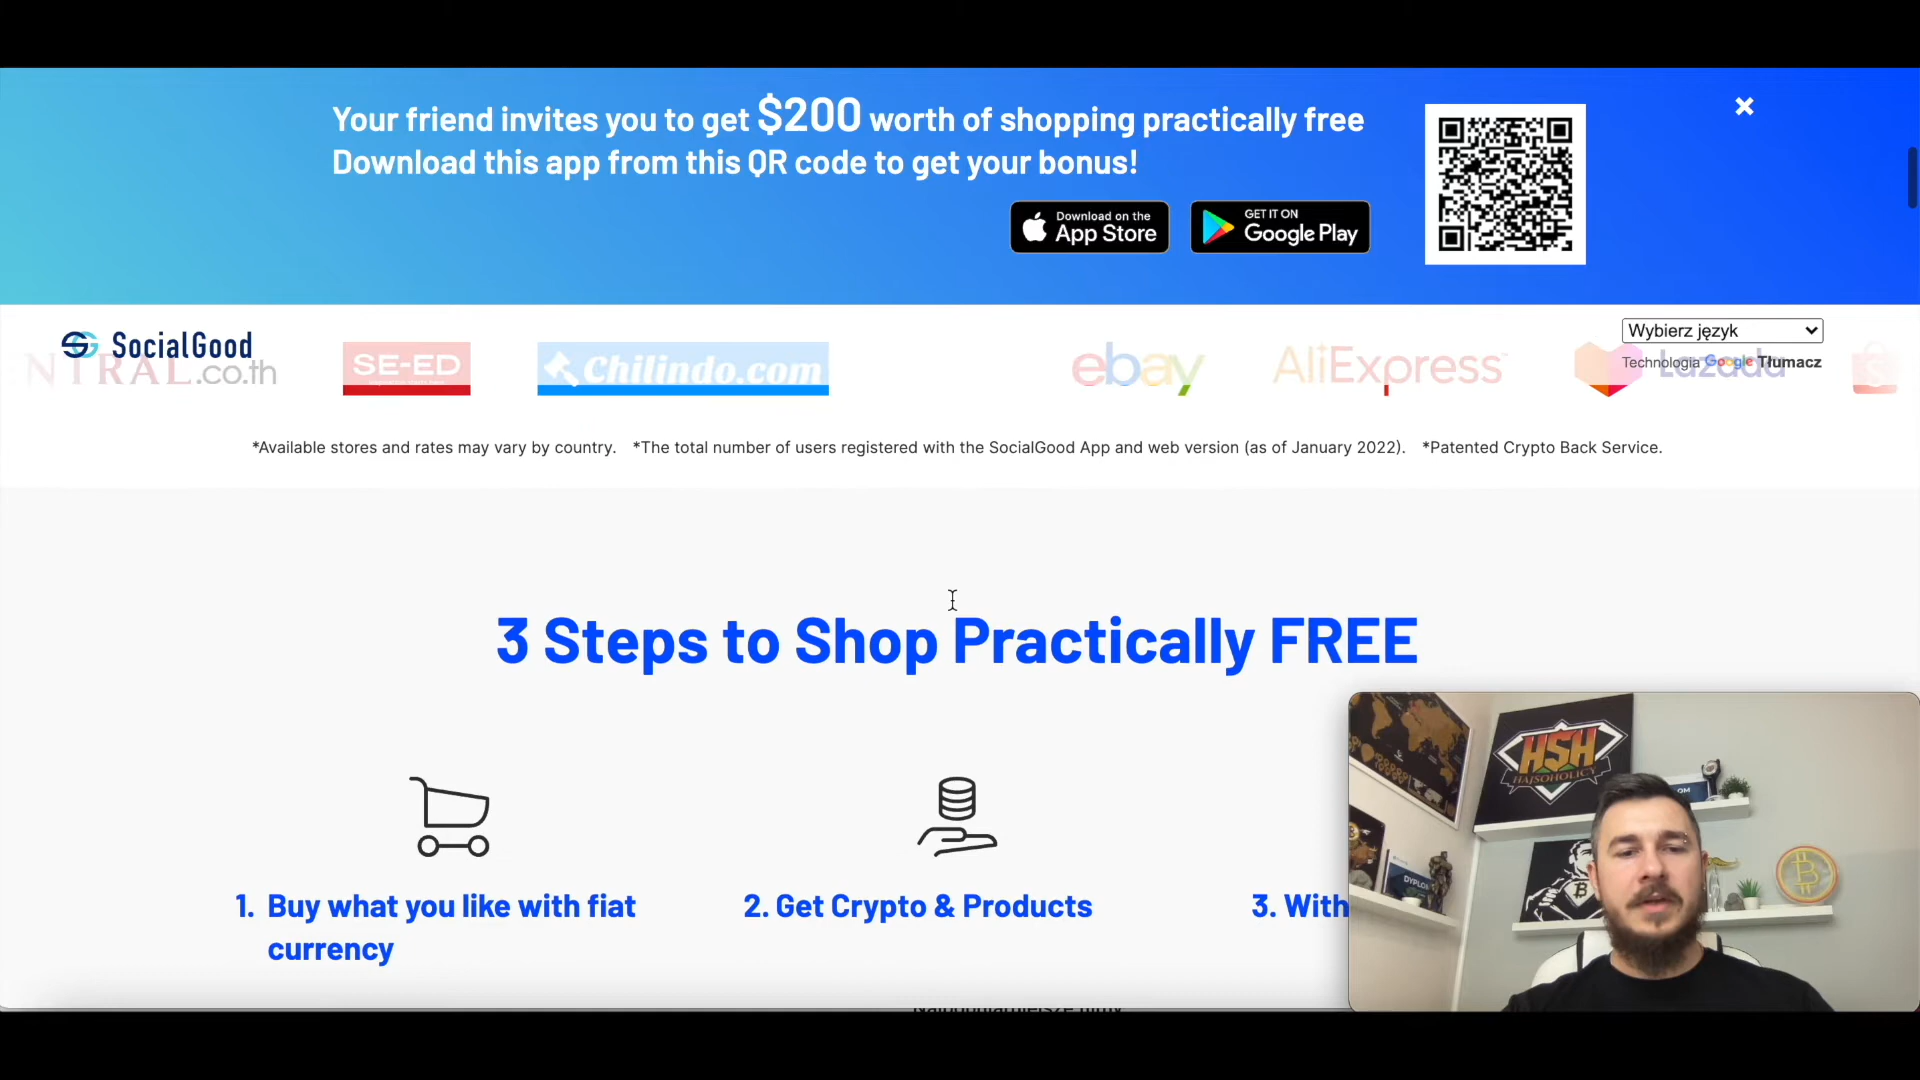 Your friend invites you to get $200 worth of shopping practically free
Download this app from this QR code to get your bonus!
Download on the
App Store
GET IT ON
Google Play
SocialGood
NTRAL.co.th
SE-ED
Chilindo.com
ebay
AliExpress
Lazada
Wybierz język
Technologia Google Tłumacz
*Available stores and rates may vary by country. *The total number of users registered with the SocialGood App and web version (as of January 2022). *Patented Crypto Back Service.
3 Steps to Shop Practically FREE
1. Buy what you like with fiat
currency
2. Get Crypto & Products
3. With
HSH
HAJSOHOLICY
DYPLO